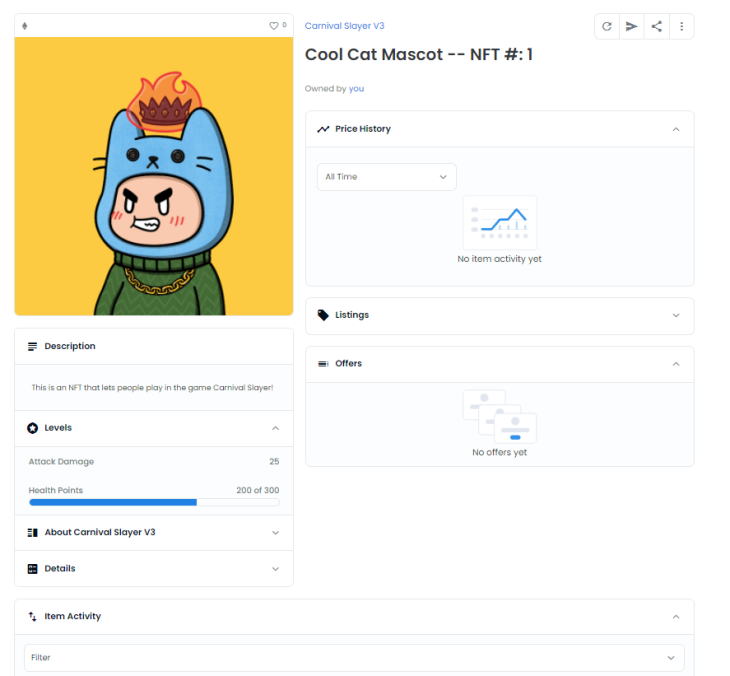 0
Carnival Slayer V3
Cool Cat Mascot -- NFT #: 1
Owned by you
Price History
All Time
No item activity yet
Listings
Offers
No offers yet
Description
This is an NFT that lets people play in the game Carnival Slayer!
Levels
Attack Damage 25
Health Points 200 of 300
About Carnival Slayer V3
Details
Item Activity
Filter